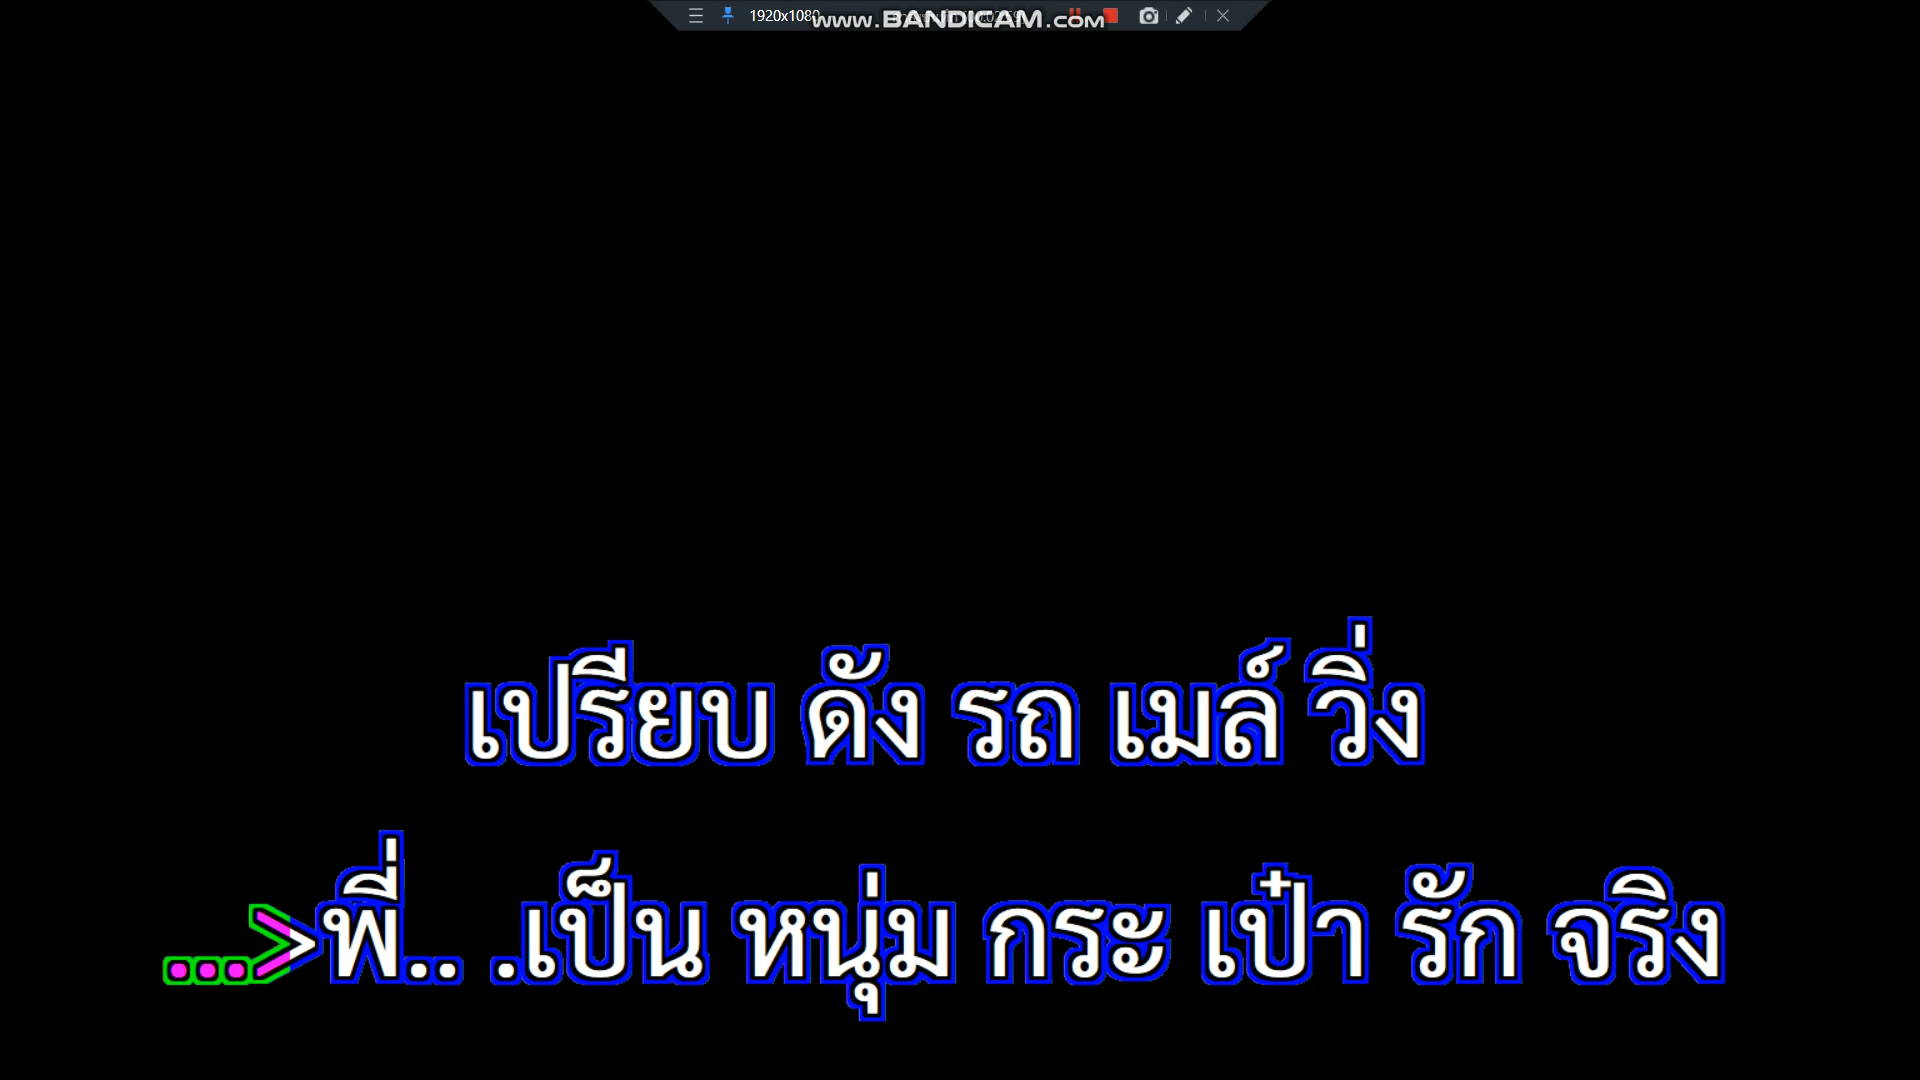 1920x1080 www.BANDICAM.com
เปรียบ ดัง รถ เมล์ วิ่ง
...>พี่.. .เป็น หนุ่ม กระ เป๋า รัก จริง